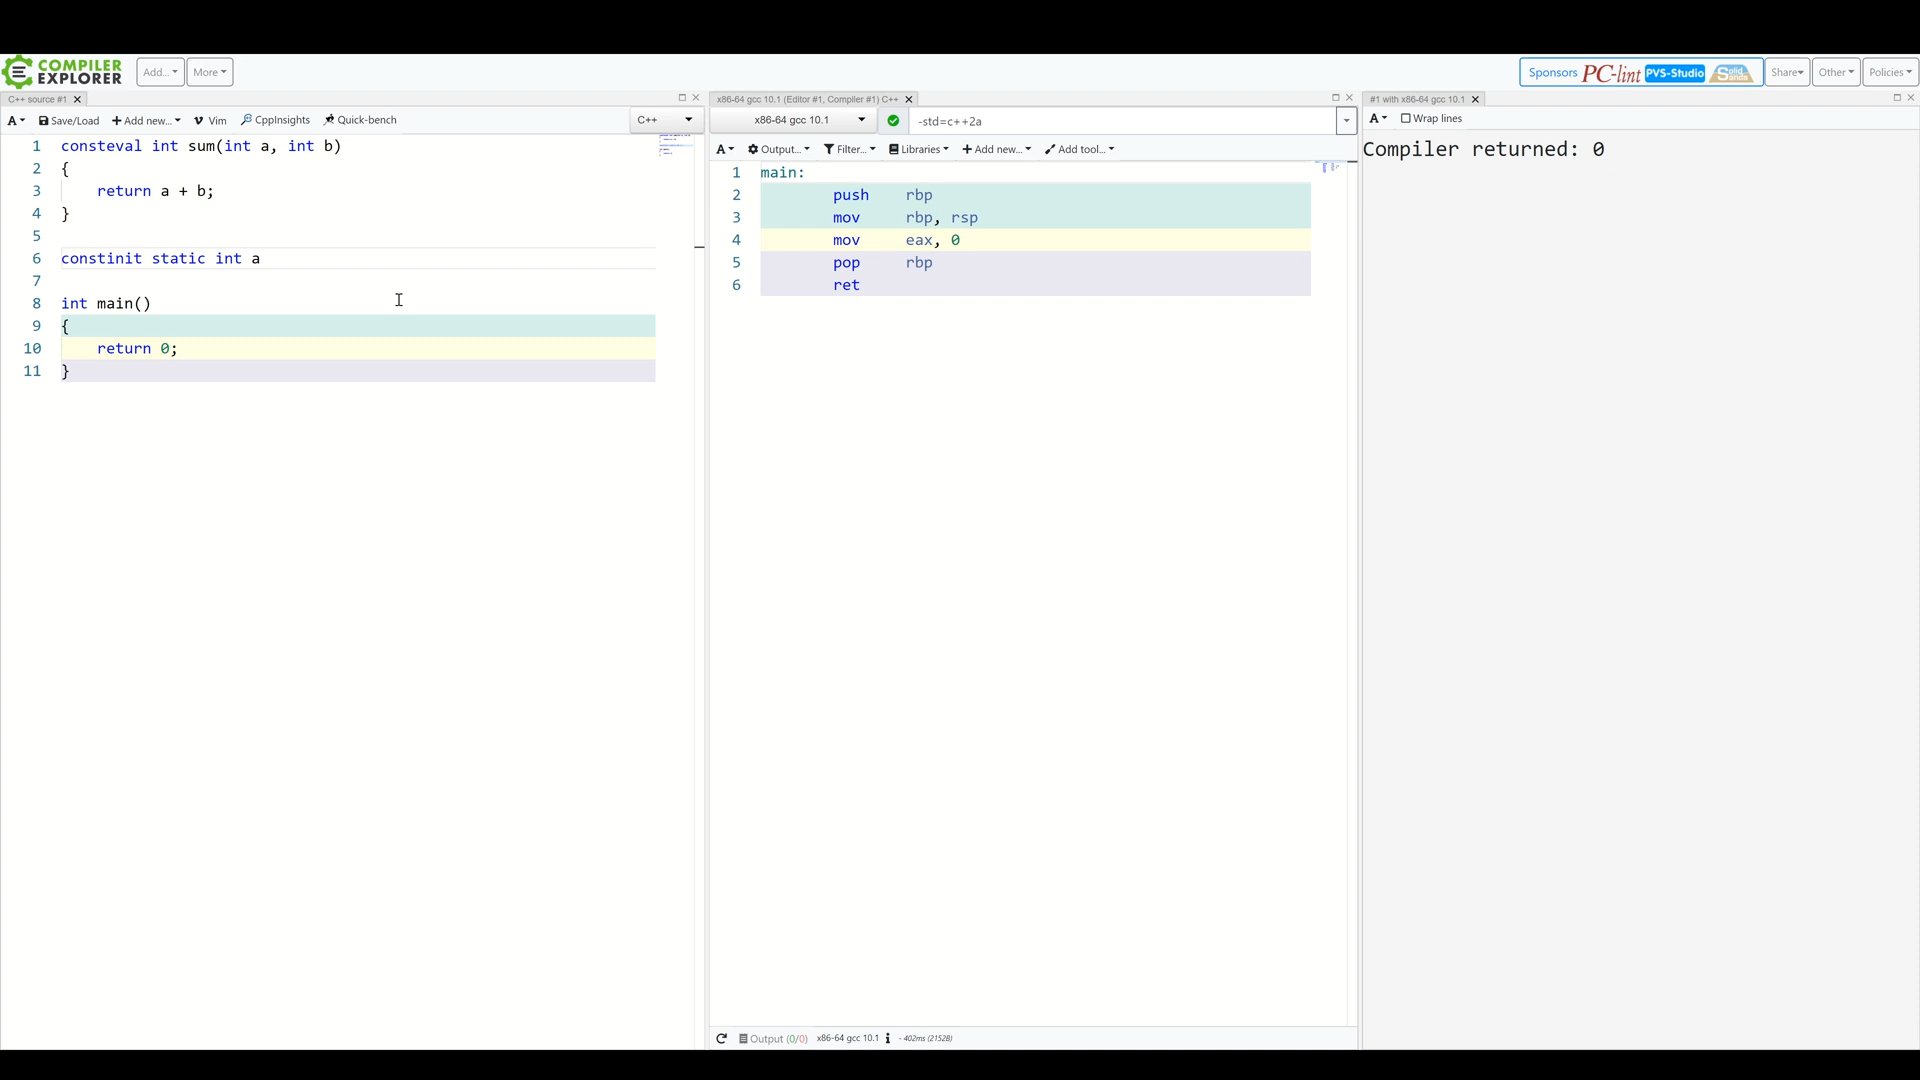 COMPILER
EXPLORER
Add...
More
Sponsors PC-lint PVS-Studio Solid Sands
Share
Other
Policies
C++ source #1
A
Save/Load
Add new...
Vim
CppInsights
Quick-bench
C++
1 consteval int sum(int a, int b)
2 {
3 return a + b;
4 }
5
6 constinit static int a
7
8 int main()
9 {
10 return 0;
11 }
x86-64 gcc 10.1 (Editor #1, Compiler #1) C++
x86-64 gcc 10.1
-std=c++2a
A
Output...
Filter...
Libraries
Add new...
Add tool...
1 main:
2 push rbp
3 mov rbp, rsp
4 mov eax, 0
5 pop rbp
6 ret
Output (0/0) x86-64 gcc 10.1 i - 402ms (2152B)
#1 with x86-64 gcc 10.1
A
Wrap lines
Compiler returned: 0